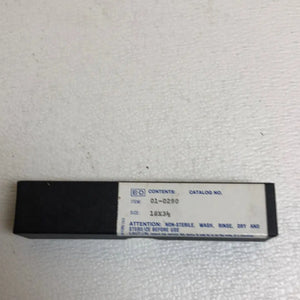 B-D CONTENTS: CATALOG NO.
ITEM: 01-0290
SIZE: 18X3½
ATTENTION: NON-STERILE, WASH, RINSE, DRY AND
STERILIZE BEFORE USE